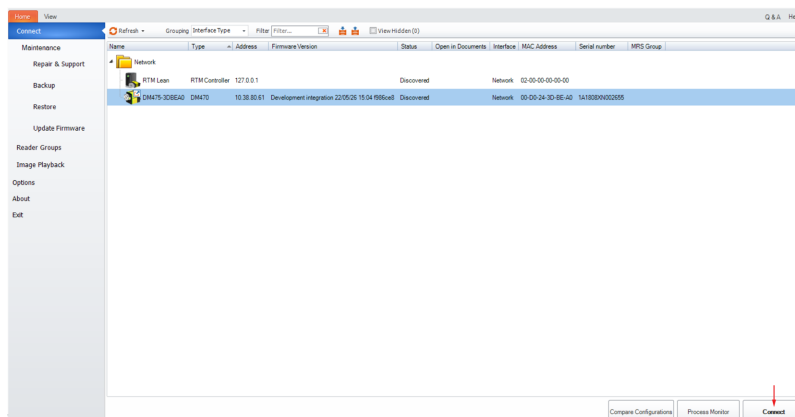 Home View Q & A He
Connect Refresh Grouping Interface Type Filter Filter... View Hidden (0)
Maintenance Name Type Address Firmware Version Status Open in Documents Interface MAC Address Serial number MRS Group
Repair & Support Network
RTM Lean RTM Controller 127.0.0.1 Discovered Network 02-00-00-00-00-00
Backup
DM475-3DBEA0 DM470 10.38.80.61 Development integration 22/05/26 15:04 f986ce8 Discovered Network 00-D0-24-3D-BE-A0 1A1808XN002655
Restore
Update Firmware
Reader Groups
Image Playback
Options
About
Exit
Compare Configurations Process Monitor Connect